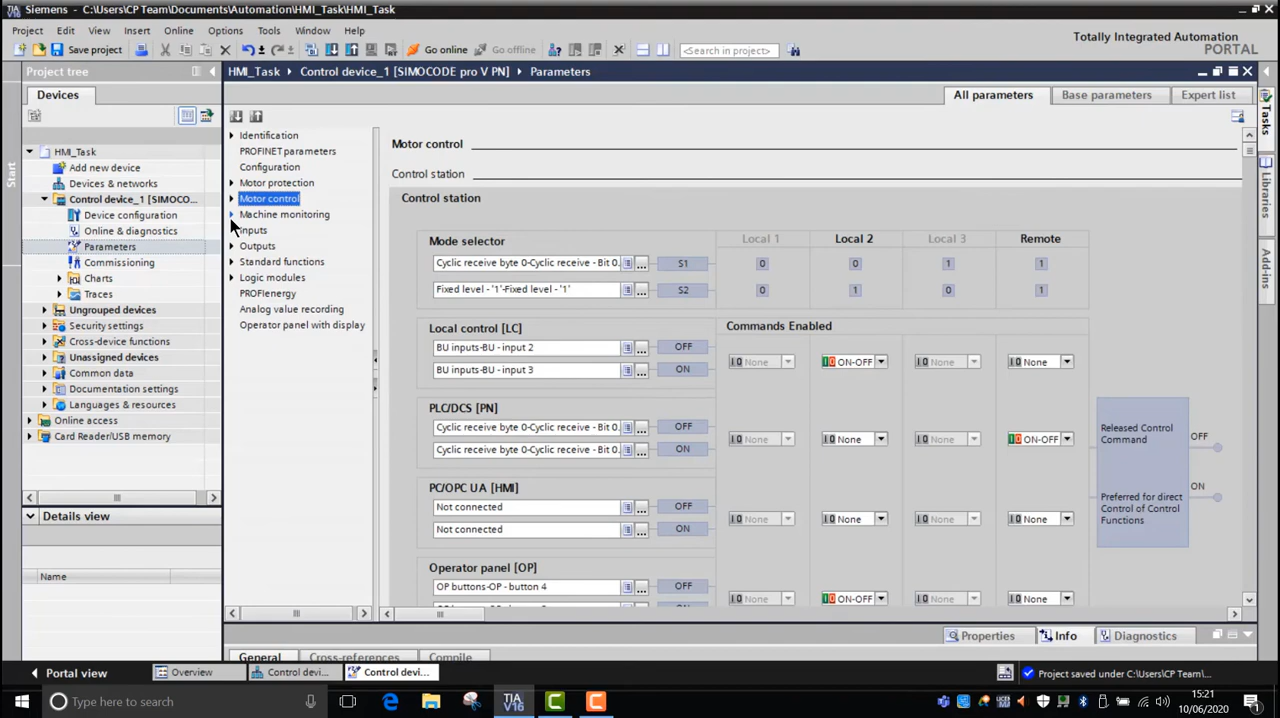 Siemens - C:\Users\CP Team\Documents\Automation\HMI_Task\HMI_Task
Project Edit View Insert Online Options Tools Window Help
Totally Integrated Automation
PORTAL
Save project
Go online
Go offline
<Search in project>
Project tree
HMI_Task Control device_1 [SIMOCODE pro V PN] Parameters
Devices
All parameters
Base parameters
Expert list
Start
Tasks
Libraries
Add-Ins
HMI_Task
Add new device
Devices & networks
Control device_1 [SIMOCO...
Device configuration
Online & diagnostics
Parameters
Commissioning
Charts
Traces
Ungrouped devices
Security settings
Cross-device functions
Unassigned devices
Common data
Documentation settings
Languages & resources
Online access
Card Reader/USB memory
Details view
Name
Identification
PROFINET parameters
Configuration
Motor protection
Motor control
Machine monitoring
Inputs
Outputs
Standard functions
Logic modules
PROFIenergy
Analog value recording
Operator panel with display
Motor control
Control station
Control station
Mode selector
Local 1 Local 2 Local 3 Remote
Cyclic receive byte 0-Cyclic receive - Bit 0. ... S1 0 0 1 1
Fixed level - '1'-Fixed level - '1' ... S2 0 1 0 1
Local control [LC]
Commands Enabled
BU inputs-BU - input 2 ... OFF
BU inputs-BU - input 3 ... ON
None ON-OFF None None
PLC/DCS [PN]
Cyclic receive byte 0-Cyclic receive - Bit 0. ... OFF
Cyclic receive byte 0-Cyclic receive - Bit 0. ... ON
None None None ON-OFF
PC/OPC UA [HMI]
Not connected ... OFF
Not connected ... ON
None None None None
Operator panel [OP]
OP buttons-OP - button 4 ... OFF
None ON-OFF None None
Released Control
Command
OFF
ON
Preferred for direct
Control of Control
Functions
Properties
Info
Diagnostics
General
Cross-references
Compile
Portal view
Overview
Control devi...
Control devi...
Project saved under C:\Users\CP Team...
Type here to search
15:21
10/06/2020